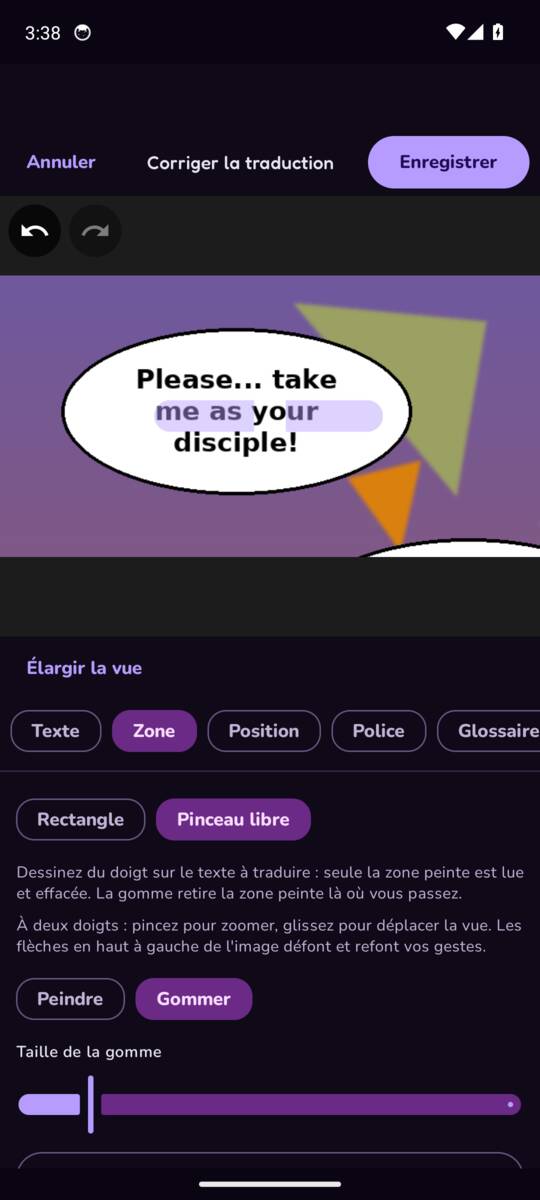 3:38
Annuler
Corriger la traduction
Enregistrer
Please... take
me as your
disciple!
Élargir la vue
Texte
Zone
Position
Police
Glossaire
Rectangle
Pinceau libre
Dessinez du doigt sur le texte à traduire : seule la zone peinte est lue
et effacée. La gomme retire la zone peinte là où vous passez.
À deux doigts : pincez pour zoomer, glissez pour déplacer la vue. Les
flèches en haut à gauche de l'image défont et refont vos gestes.
Peindre
Gommer
Taille de la gomme